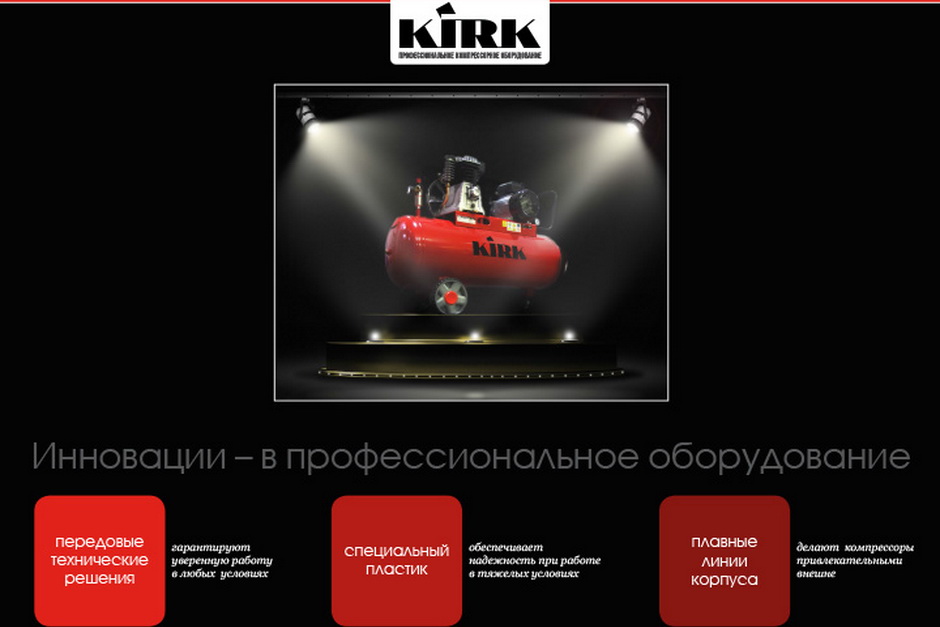 KiRK
ПРОФЕССИОНАЛЬНОЕ КОМПРЕССОРНОЕ ОБОРУДОВАНИЕ
KiRK
Инновации – в профессиональное оборудование
передовые
технические
решения
гарантируют
уверенную работу
в любых условиях
специальный
пластик
обеспечивает
надежность при работе
в тяжелых условиях
плавные
линии
корпуса
делают компрессоры
привлекательными
внешне